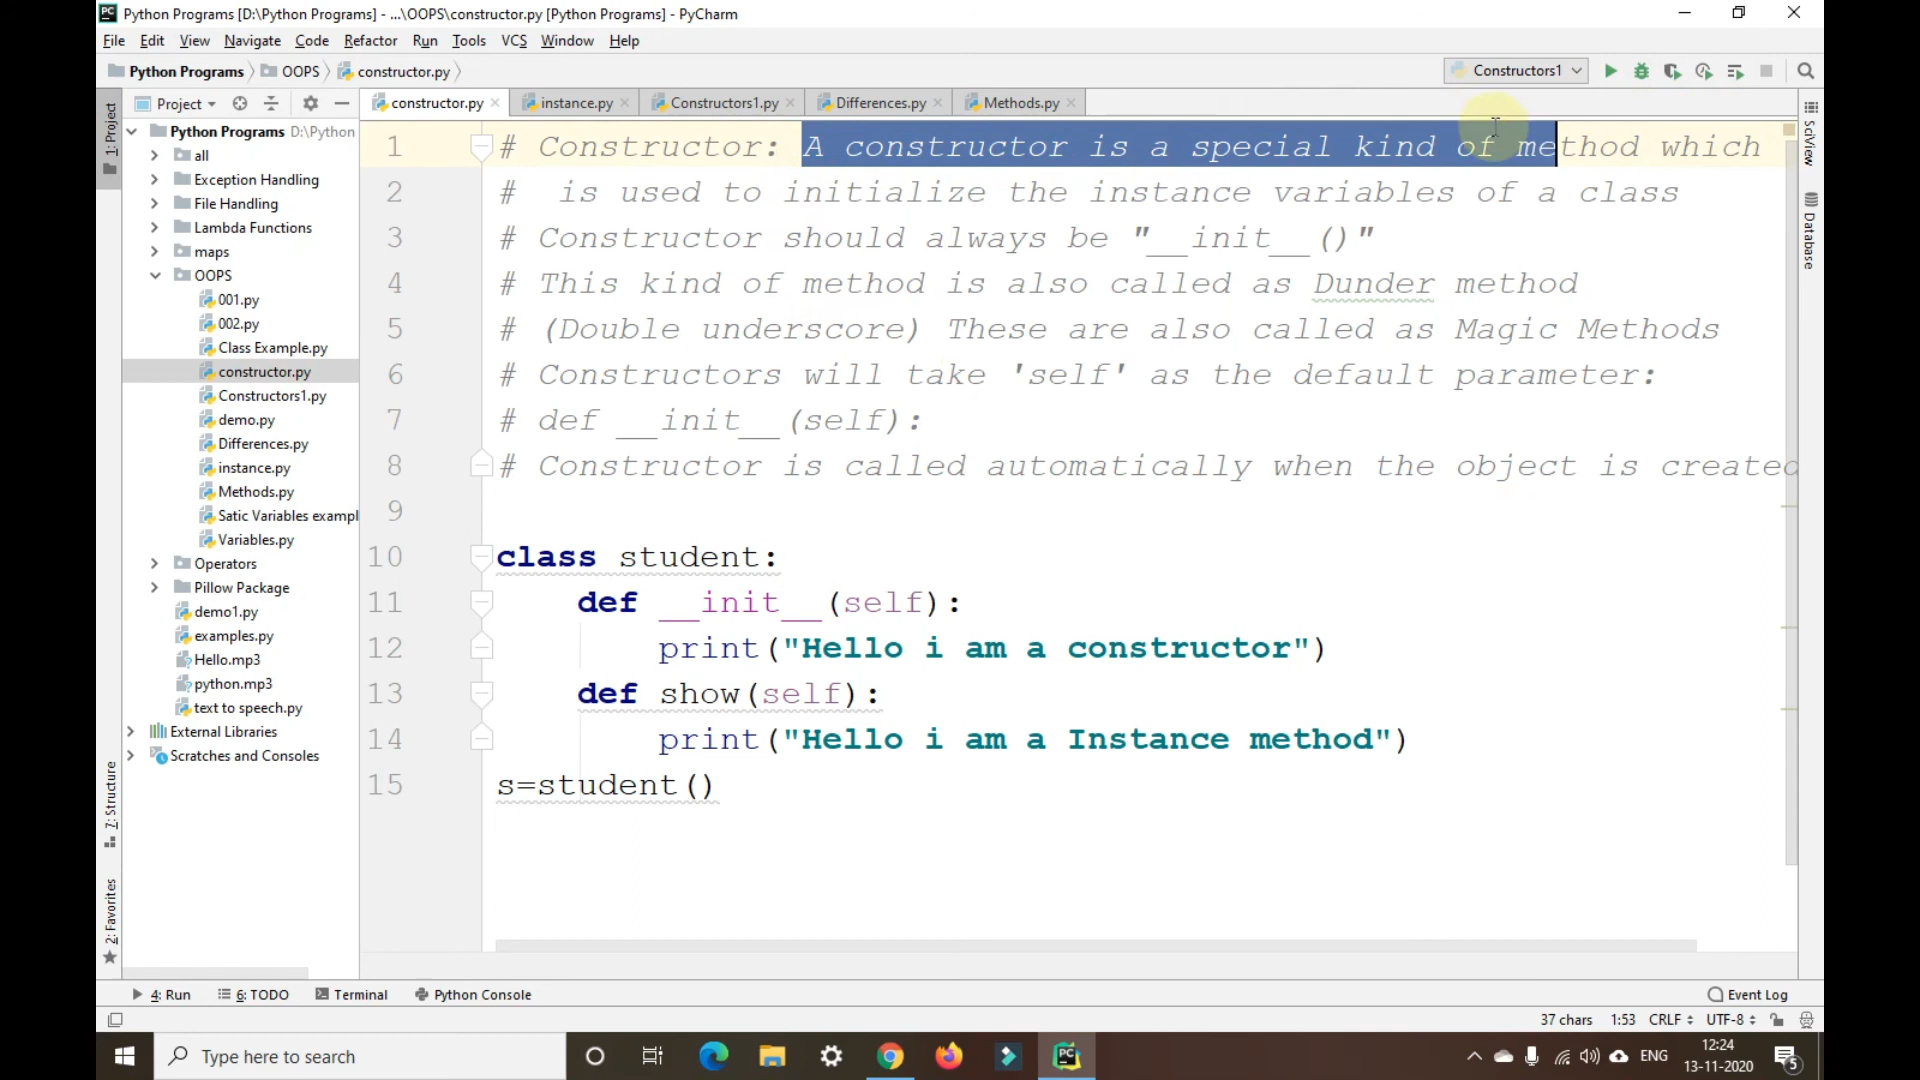 Python Programs [D:\Python Programs] - ...\OOPS\constructor.py [Python Programs] - PyCharm
File Edit View Navigate Code Refactor Run Tools VCS Window Help
Python Programs OOPS constructor.py Constructors1
Project constructor.py instance.py Constructors1.py Differences.py Methods.py
1: Project
Python Programs D:\Python
all
Exception Handling
File Handling
Lambda Functions
maps
OOPS
001.py
002.py
Class Example.py
constructor.py
Constructors1.py
demo.py
Differences.py
instance.py
Methods.py
Satic Variables exampl
Variables.py
Operators
Pillow Package
demo1.py
examples.py
Hello.mp3
python.mp3
text to speech.py
External Libraries
Scratches and Consoles
7: Structure
2: Favorites
1 # Constructor: A constructor is a special kind of method which
2 #  is used to initialize the instance variables of a class
3 # Constructor should always be "__init__()"
4 # This kind of method is also called as Dunder method
5 # (Double underscore) These are also called as Magic Methods
6 # Constructors will take 'self' as the default parameter:
7 # def __init__(self):
8 # Constructor is called automatically when the object is created
9
10 class student:
11     def __init__(self):
12         print("Hello i am a constructor")
13     def show(self):
14         print("Hello i am a Instance method")
15 s=student()
SciView
Database
4: Run 6: TODO Terminal Python Console Event Log
37 chars 1:53 CRLF UTF-8
Type here to search
PC
ENG
12:24
13-11-2020
5